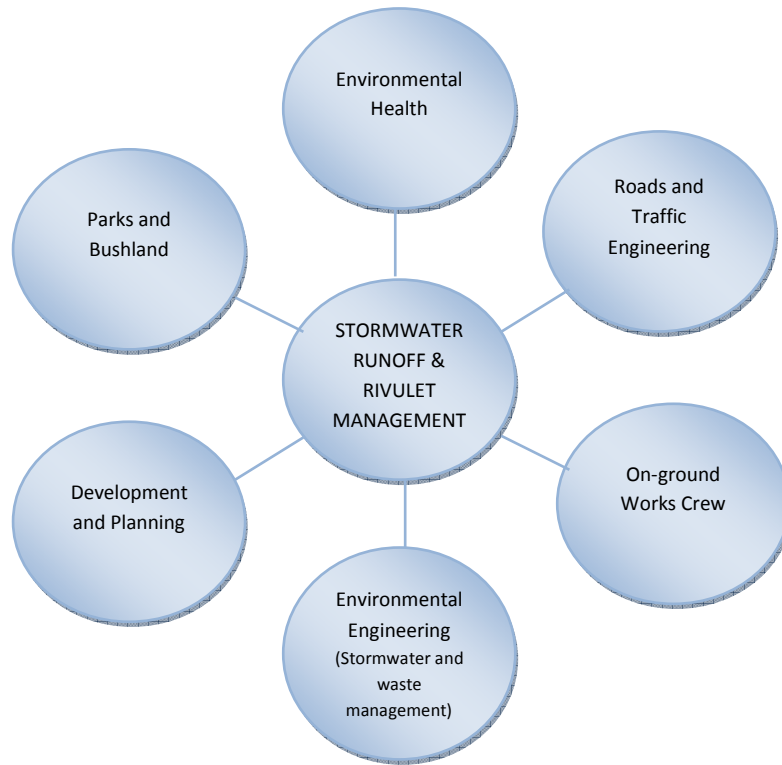 Environmental
Health
Parks and
Bushland
Roads and
Traffic
Engineering
STORMWATER
RUNOFF &
RIVULET
MANAGEMENT
Development
and Planning
On-ground
Works Crew
Environmental
Engineering
(Stormwater and
waste
management)